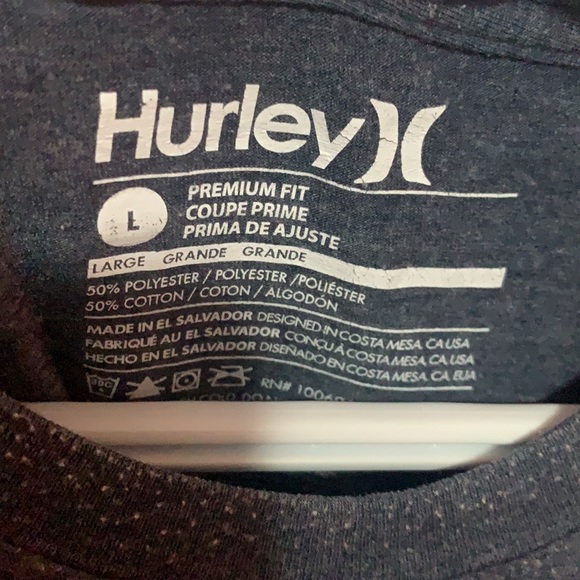 Hurley
L
PREMIUM FIT
COUPE PRIME
PRIMA DE AJUSTE
LARGE GRANDE GRANDE
50% POLYESTER / POLYESTER / POLIÉSTER
50% COTTON / COTON / ALGODÓN
MADE IN EL SALVADOR DESIGNED IN COSTA MESA, CA USA
FABRIQUÉ AU EL SALVADOR CONÇU À COSTA MESA, CA USA
HECHO EN EL SALVADOR DISEÑADO EN COSTA MESA, CA EUA
RN#